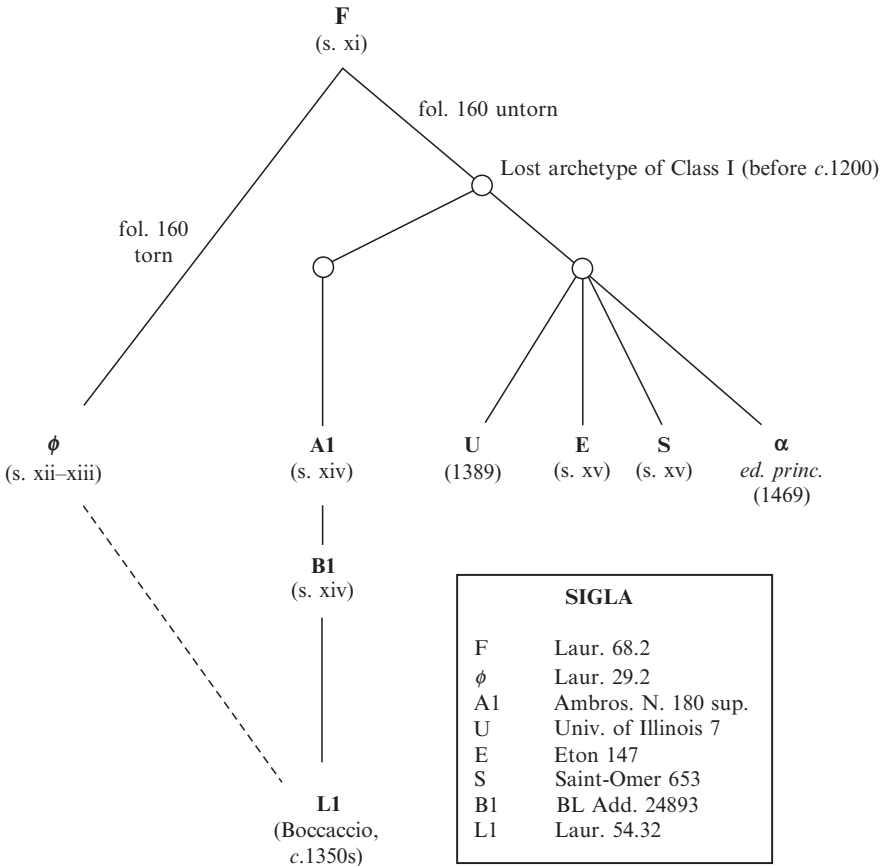 F
(s. xi)
fol. 160 untorn
Lost archetype of Class I (before c.1200)
fol. 160
torn
ϕ
(s. xii–xiii)
A1
(s. xiv)
U
(1389)
E
(s. xv)
S
(s. xv)
α
ed. princ.
(1469)
B1
(s. xiv)
L1
(Boccaccio,
c.1350s)
SIGLA
F Laur. 68.2
ϕ Laur. 29.2
A1 Ambros. N. 180 sup.
U Univ. of Illinois 7
E Eton 147
S Saint-Omer 653
B1 BL Add. 24893
L1 Laur. 54.32